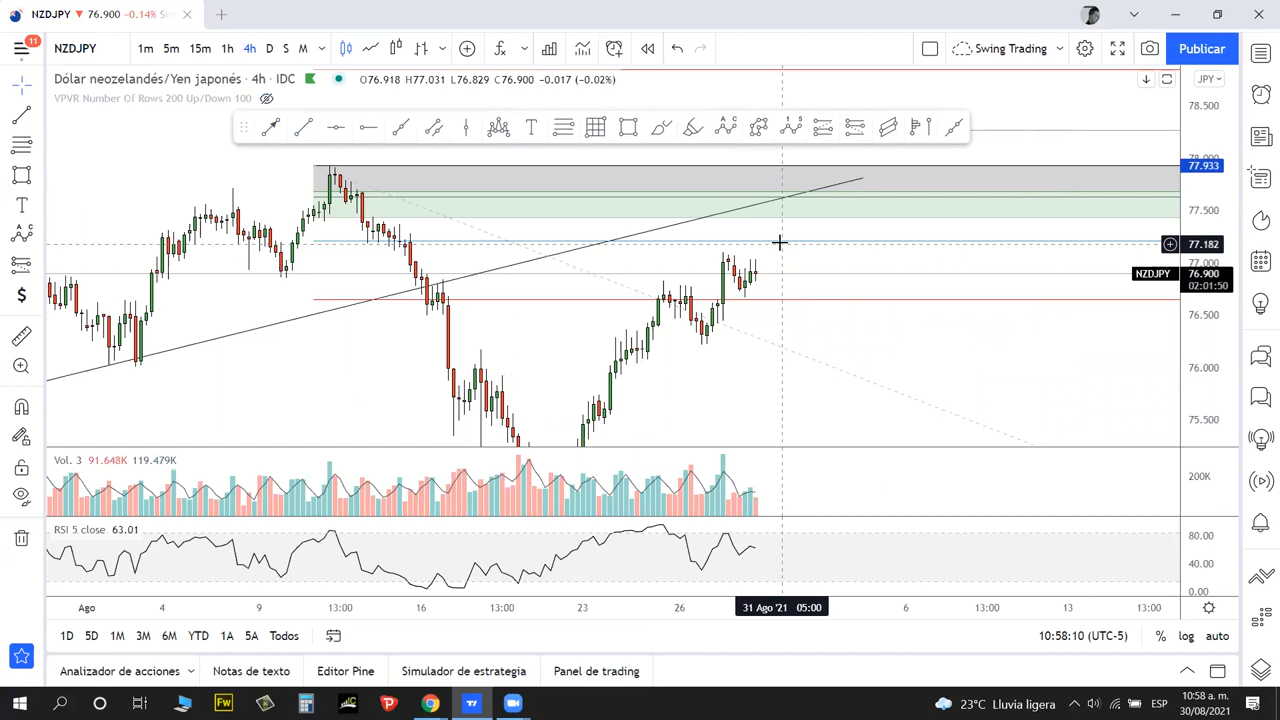 NZDJPY ▼ 76.900 −0.14% Sw
11
NZDJPY 1m 5m 15m 1h 4h D S M Swing Trading Publicar
Dólar neozelandés/Yen japonés · 4h · IDC O76.918 H77.031 L76.829 C76.900 −0.017 (−0.02%) JPY
VPVR Number Of Rows 200 Up/Down 100
78.500
78.000
77.933
77.500
77.182
77.000
NZDJPY 76.900
02:01:50
76.500
76.000
75.500
Vol. 3 91.648K 119.479K
200K
RSI 5 close 63.01
80.00
40.00
0.00
Ago 4 9 13:00 16 13:00 23 26 31 Ago '21 05:00 6 13:00 13 13:00
1D 5D 1M 3M 6M YTD 1A 5A Todos 10:58:10 (UTC-5) % log auto
Analizador de acciones Notas de texto Editor Pine Simulador de estrategia Panel de trading
23°C Lluvia ligera ESP 10:58 a. m.
30/08/2021